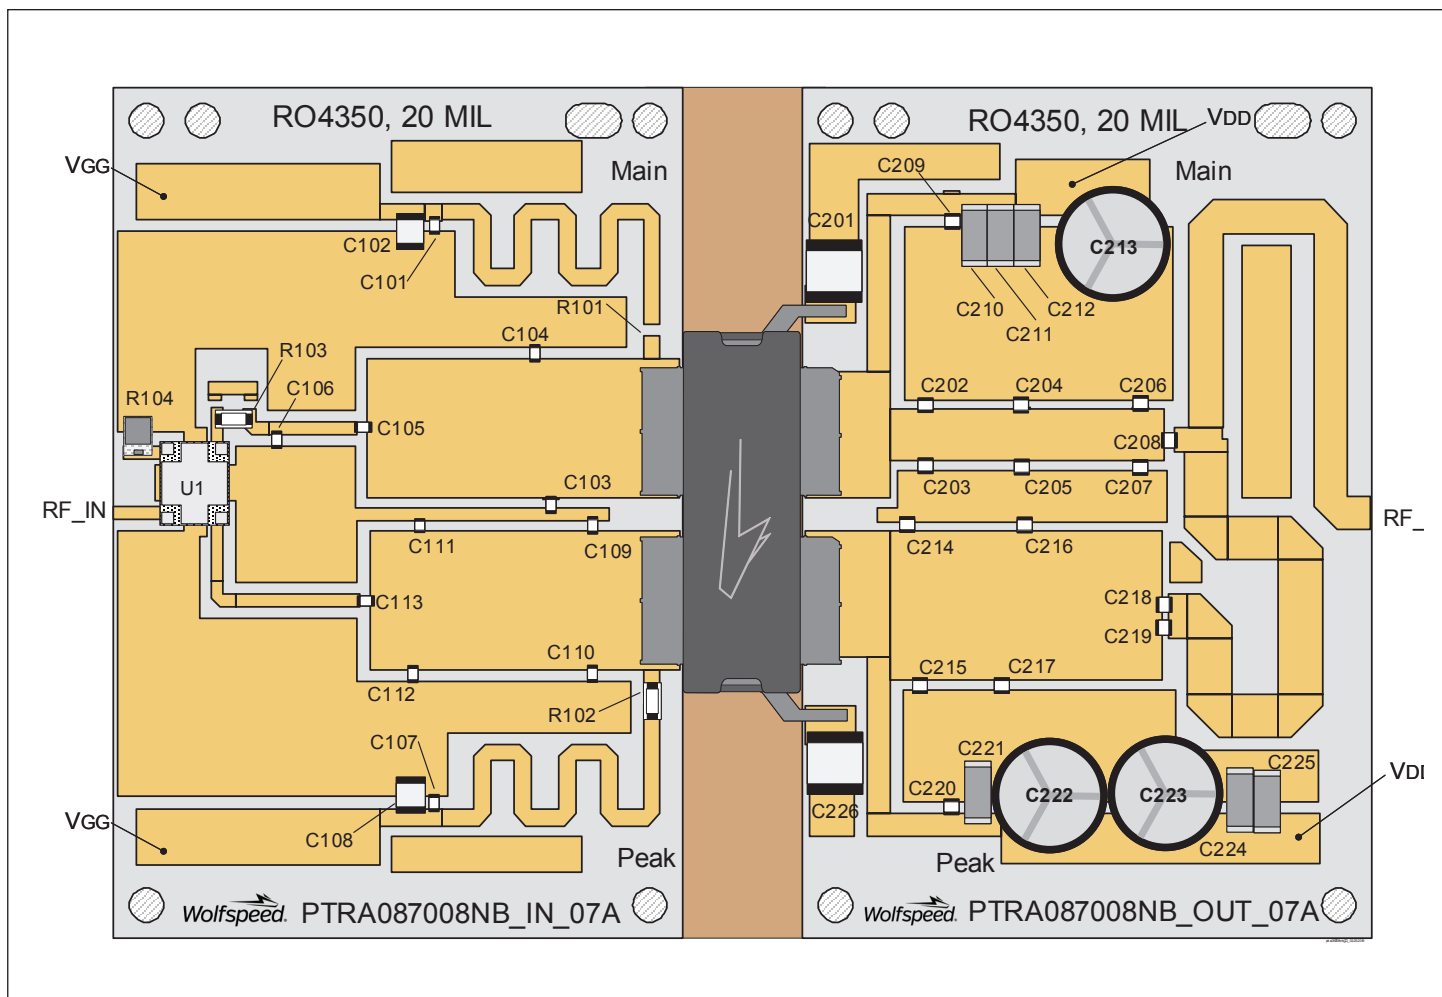 RO4350, 20 MIL
RO4350, 20 MIL
VDD
VGG
Main
Main
C209
C201
C102
C213
C101
C210
C212
R101
C211
C104
R103
C106
R104
C202
C204
C206
C105
C208
U1
C203
C205
C207
C103
RF_IN
RF_
C111
C109
C214
C216
C113
C218
C219
C110
C215
C217
C112
R102
C107
C221
C225
VDD
C222
C223
C220
C226
VGG
C108
C224
Peak
Peak
Wolfspeed.
PTRA087008NB_IN_07A
Wolfspeed.
PTRA087008NB_OUT_07A